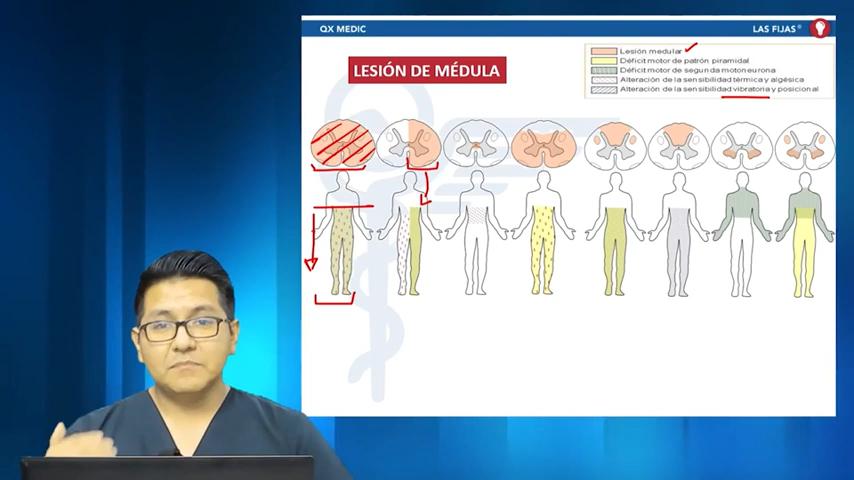 QX MEDIC
LAS FIJAS®
LESIÓN DE MÉDULA
Lesión medular
Déficit motor de patrón piramidal
Déficit motor de segunda motoneurona
Alteración de la sensibilidad térmica y algésica
Alteración de la sensibilidad vibratoria y posicional